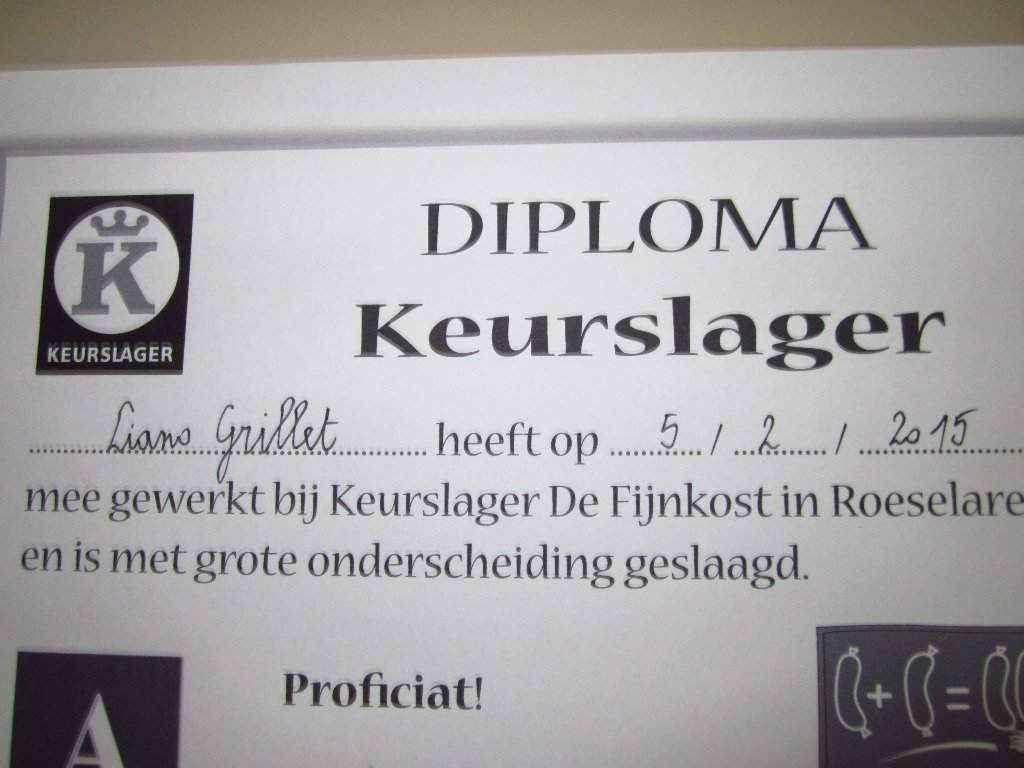 K
KEURSLAGER
DIPLOMA
Keurslager
Liano Grillet heeft op 5 / 2 / 2015
mee gewerkt bij Keurslager De Fijnkost in Roeselare
en is met grote onderscheiding geslaagd.
A
Proficiat!
+ =